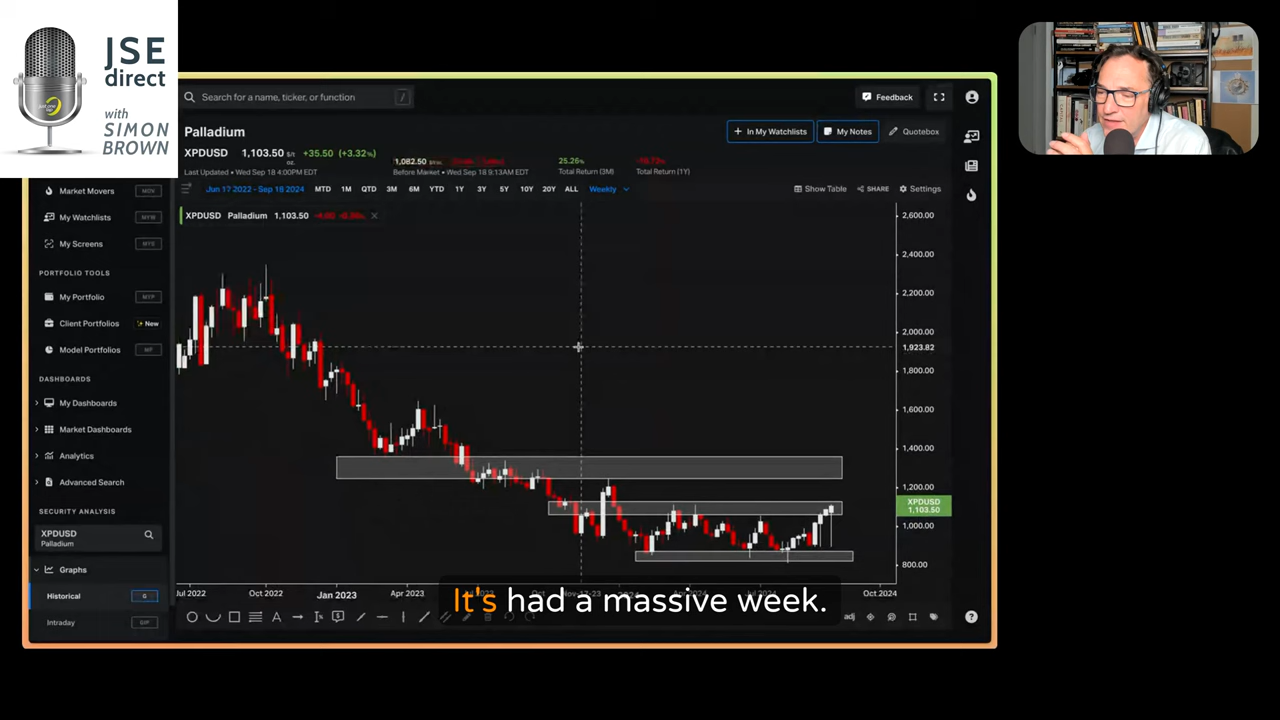 JSE
direct
with
SIMON
BROWN
Search for a name, ticker, or function
/
Feedback
Palladium
In My Watchlists
My Notes
Quotebox
XPDUSD 1,103.50 $/t oz. +35.50 (+3.32%)
Last Updated • Wed Sep 18 4:00PM EDT
1,082.50
Before Market • Wed Sep 18 9:13AM EDT
25.26%
Total Return (3M)
Total Return (1Y)
Jun 17 2022 - Sep 18 2024 MTD 1M QTD 3M 6M YTD 1Y 3Y 5Y 10Y 20Y ALL Weekly
Show Table
SHARE
Settings
XPDUSD Palladium 1,103.50
Market Movers
My Watchlists
My Screens
PORTFOLIO TOOLS
My Portfolio
Client Portfolios New
Model Portfolios
DASHBOARDS
My Dashboards
Market Dashboards
Analytics
Advanced Search
SECURITY ANALYSIS
XPDUSD
Palladium
Graphs
Historical
Intraday
2,600.00
2,400.00
2,200.00
2,000.00
1,923.82
1,800.00
1,600.00
1,400.00
1,200.00
XPDUSD
1,103.50
1,000.00
800.00
Jul 2022 Oct 2022 Jan 2023 Apr 2023 Oct 2024
It's had a massive week.
adj